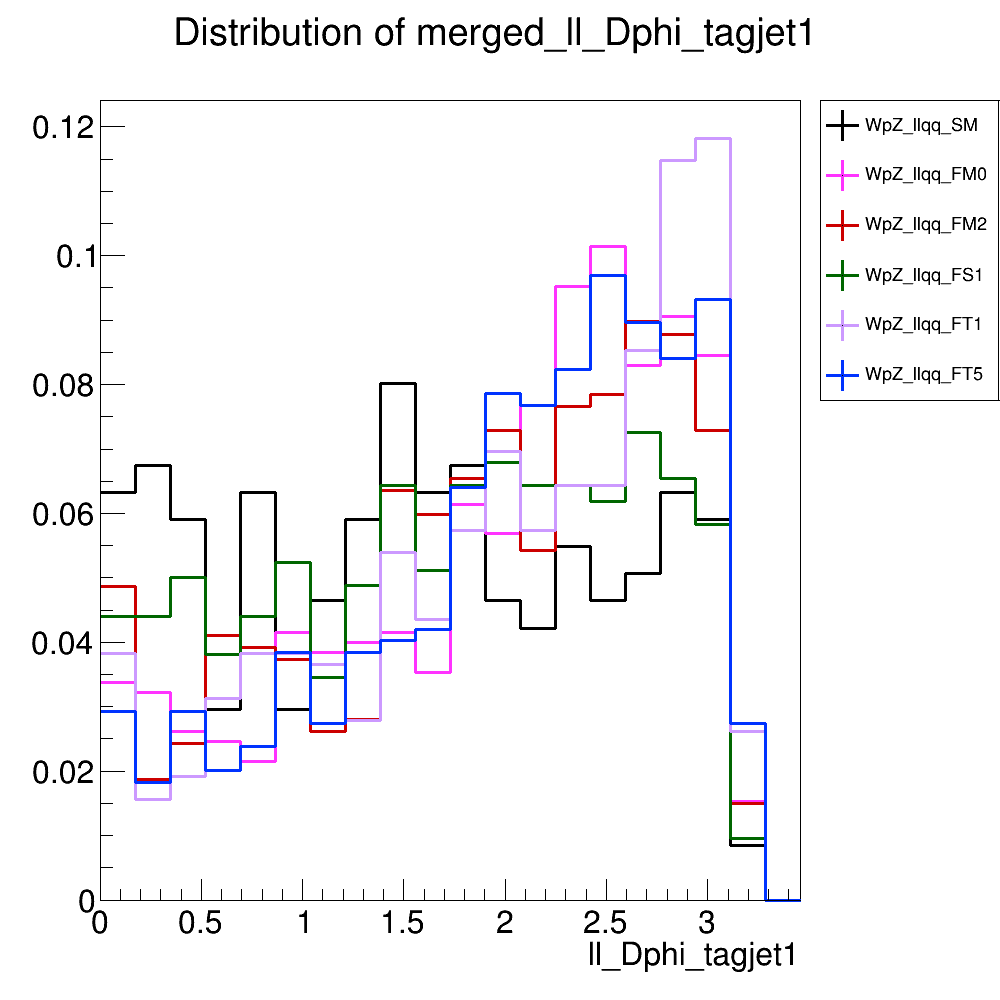 Distribution of merged_ll_Dphi_tagjet1
0.12
0.1
0.08
0.06
0.04
0.02
0
0 0.5 1 1.5 2 2.5 3
ll_Dphi_tagjet1
WpZ_llqq_SM
WpZ_llqq_FM0
WpZ_llqq_FM2
WpZ_llqq_FS1
WpZ_llqq_FT1
WpZ_llqq_FT5